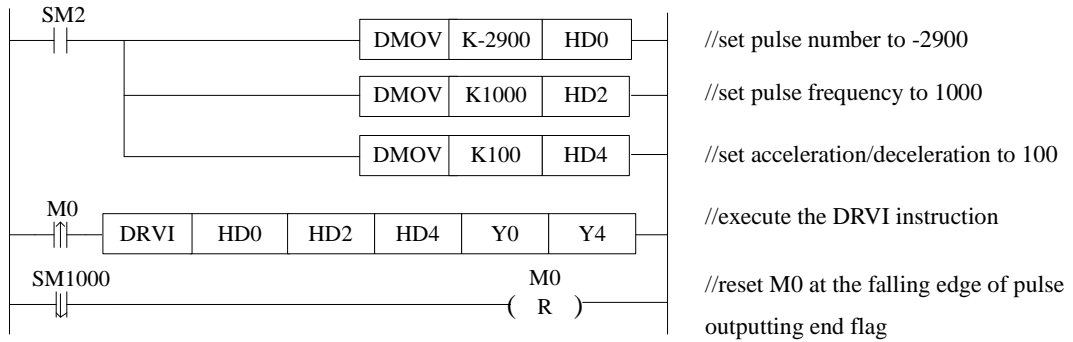 SM2
DMOV K-2900 HD0 //set pulse number to -2900
DMOV K1000 HD2 //set pulse frequency to 1000
DMOV K100 HD4 //set acceleration/deceleration to 100
M0
DRVI HD0 HD2 HD4 Y0 Y4 //execute the DRVI instruction
SM1000 M0
( R ) //reset M0 at the falling edge of pulse
outputting end flag